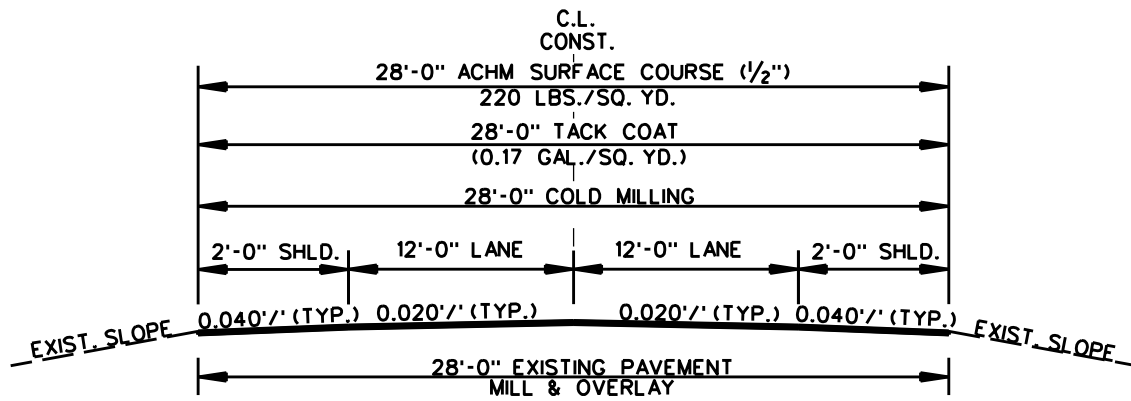 C.L.
CONST.
28'-0" ACHM SURFACE COURSE (1/2")
220 LBS./SQ. YD.
28'-0" TACK COAT
(0.17 GAL./SQ. YD.)
28'-0" COLD MILLING
2'-0" SHLD. 12'-0" LANE 12'-0" LANE 2'-0" SHLD.
EXIST. SLOPE 0.040'/' (TYP.) 0.020'/' (TYP.) 0.020'/' (TYP.) 0.040'/' (TYP.) EXIST. SLOPE
28'-0" EXISTING PAVEMENT
MILL & OVERLAY